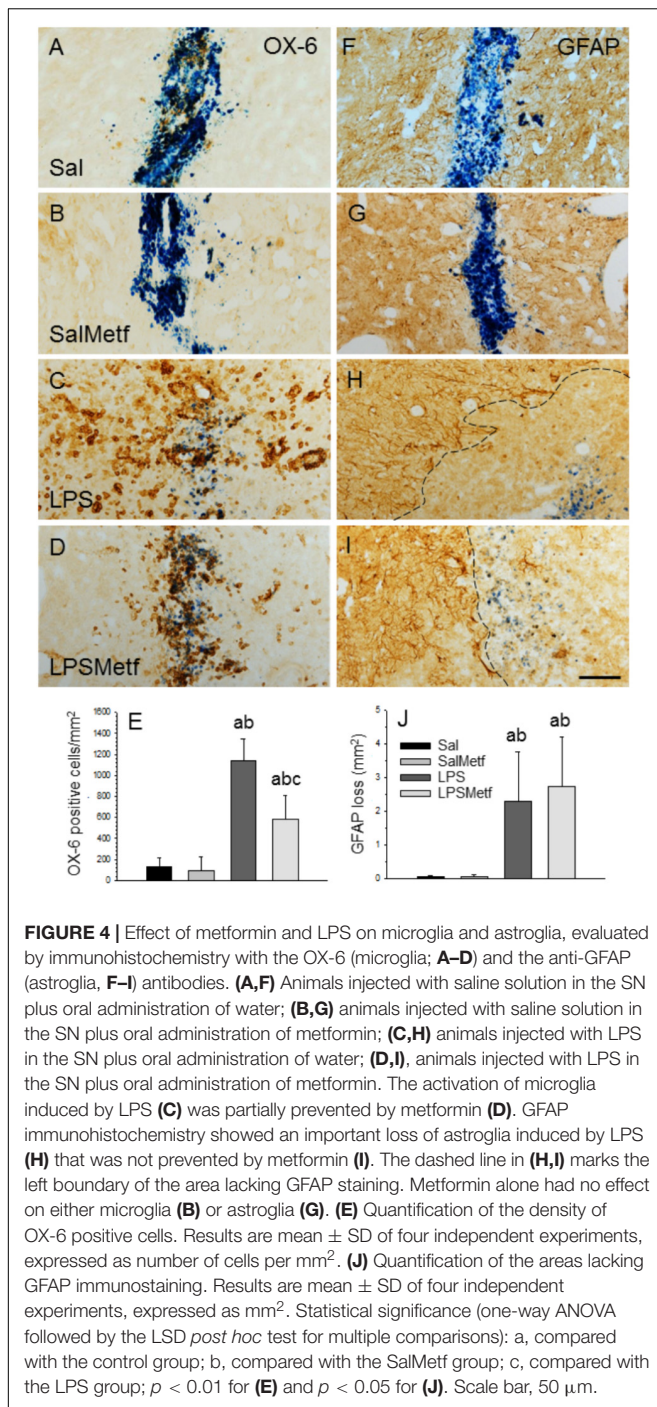 A OX-6
Sal
F GFAP
B
SalMetf
G
C
LPS
H
D
LPSMetf
I
E
OX-6 positive cells/mm²
1600
1400
1200
1000
800
600
400
200
0
ab
abc
J
GFAP loss (mm²)
5
4
3
2
1
0
Sal
SalMetf
LPS
LPSMetf
ab
ab
FIGURE 4 | Effect of metformin and LPS on microglia and astroglia, evaluated
by immunohistochemistry with the OX-6 (microglia; A–D) and the anti-GFAP
(astroglia, F–I) antibodies. (A,F) Animals injected with saline solution in the SN
plus oral administration of water; (B,G) animals injected with saline solution in
the SN plus oral administration of metformin; (C,H) animals injected with LPS
in the SN plus oral administration of water; (D,I), animals injected with LPS in
the SN plus oral administration of metformin. The activation of microglia
induced by LPS (C) was partially prevented by metformin (D). GFAP
immunohistochemistry showed an important loss of astroglia induced by LPS
(H) that was not prevented by metformin (I). The dashed line in (H,I) marks the
left boundary of the area lacking GFAP staining. Metformin alone had no effect
on either microglia (B) or astroglia (G). (E) Quantification of the density of
OX-6 positive cells. Results are mean ± SD of four independent experiments,
expressed as number of cells per mm². (J) Quantification of the areas lacking
GFAP immunostaining. Results are mean ± SD of four independent
experiments, expressed as mm². Statistical significance (one-way ANOVA
followed by the LSD post hoc test for multiple comparisons): a, compared
with the control group; b, compared with the SalMetf group; c, compared with
the LPS group; p < 0.01 for (E) and p < 0.05 for (J). Scale bar, 50 μm.